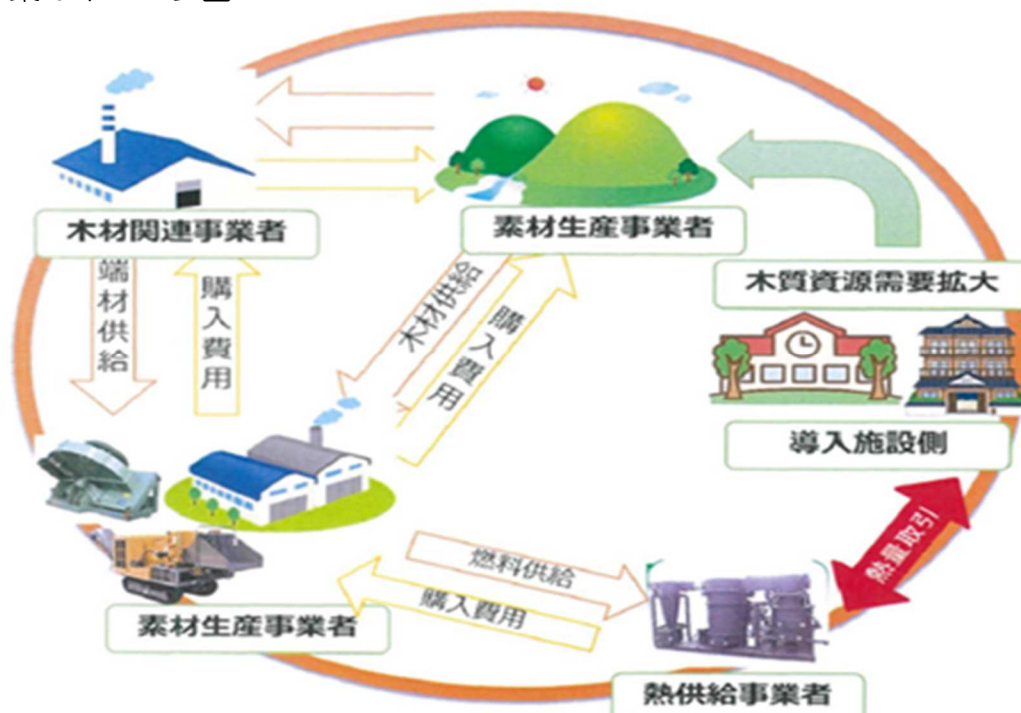 木材関連事業者
素材生産事業者
端材供給
購入費用
木材供給
購入費用
木質資源需要拡大
導入施設側
熱量取引
燃料供給
購入費用
素材生産事業者
熱供給事業者